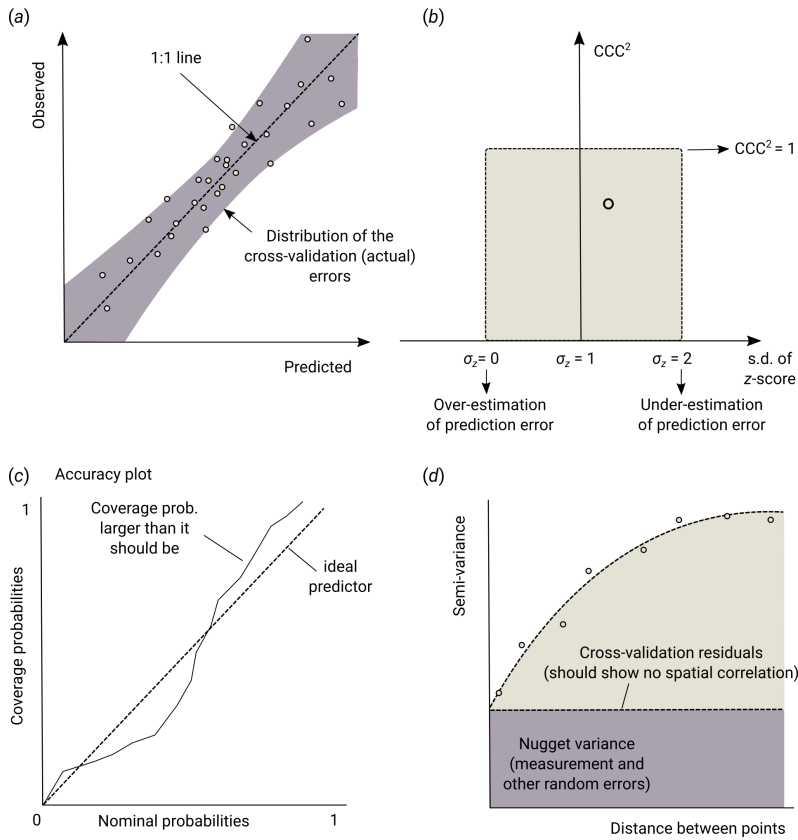 (a)
Observed
1:1 line
Distribution of the
cross-validation (actual)
errors
Predicted
(b)
CCC²
CCC² = 1
σz = 0
σz = 1
σz = 2
s.d. of
z-score
Over-estimation
of prediction error
Under-estimation
of prediction error
(c)
Accuracy plot
1
Coverage prob.
larger than it
should be
ideal
predictor
Coverage probabilities
0
Nominal probabilities
1
(d)
Semi-variance
Cross-validation residuals
(should show no spatial correlation)
Nugget variance
(measurement and
other random errors)
Distance between points